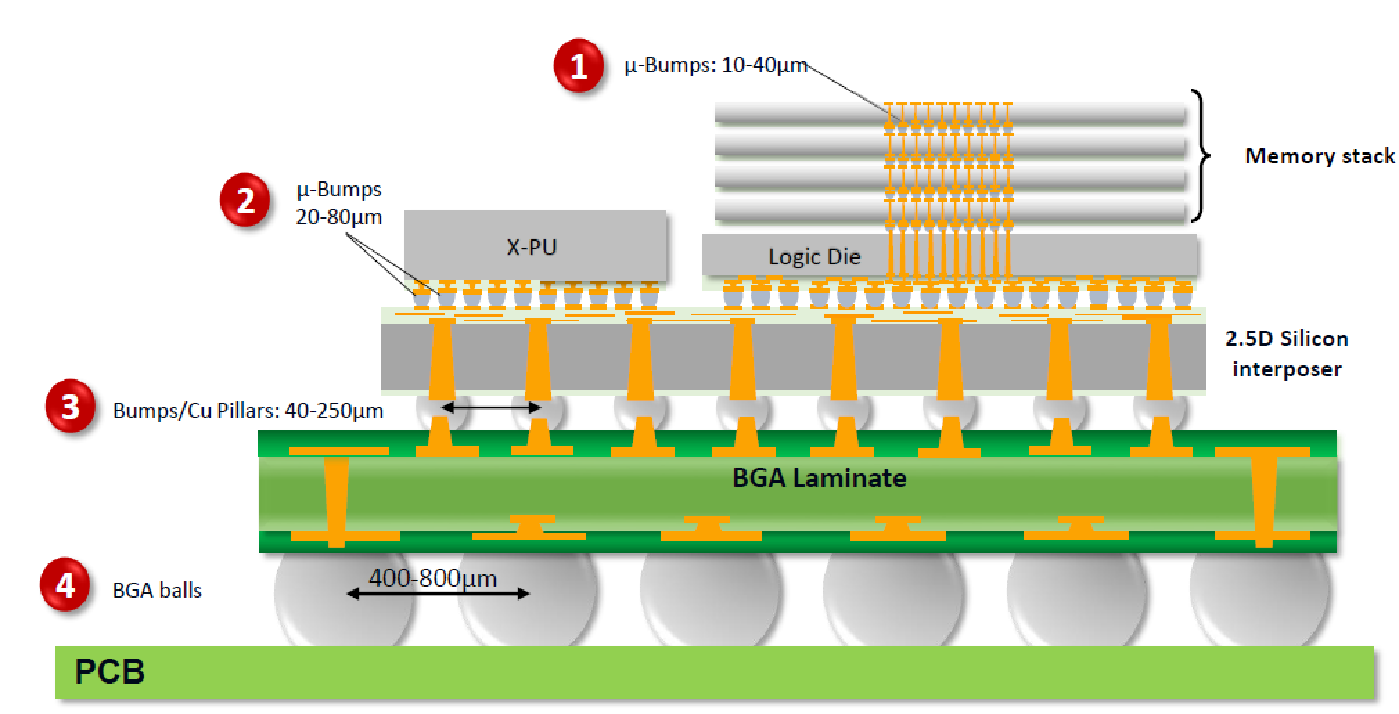 1
μ-Bumps: 10-40μm
Memory stack
2
μ-Bumps
20-80μm
X-PU
Logic Die
2.5D Silicon
interposer
3
Bumps/Cu Pillars: 40-250μm
BGA Laminate
4
BGA balls
400-800μm
PCB